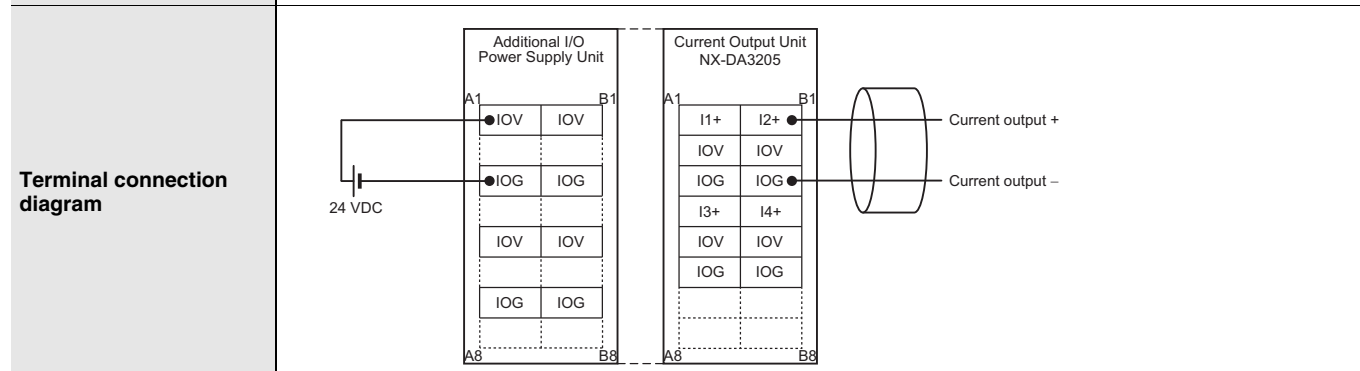 Terminal connection
diagram
Additional I/O
Power Supply Unit
A1 B1
IOV IOV
IOG IOG
IOV IOV
IOG IOG
A8 B8
24 VDC
Current Output Unit
NX-DA3205
A1 B1
I1+ I2+
IOV IOV
IOG IOG
I3+ I4+
IOV IOV
IOG IOG
A8 B8
Current output +
Current output −